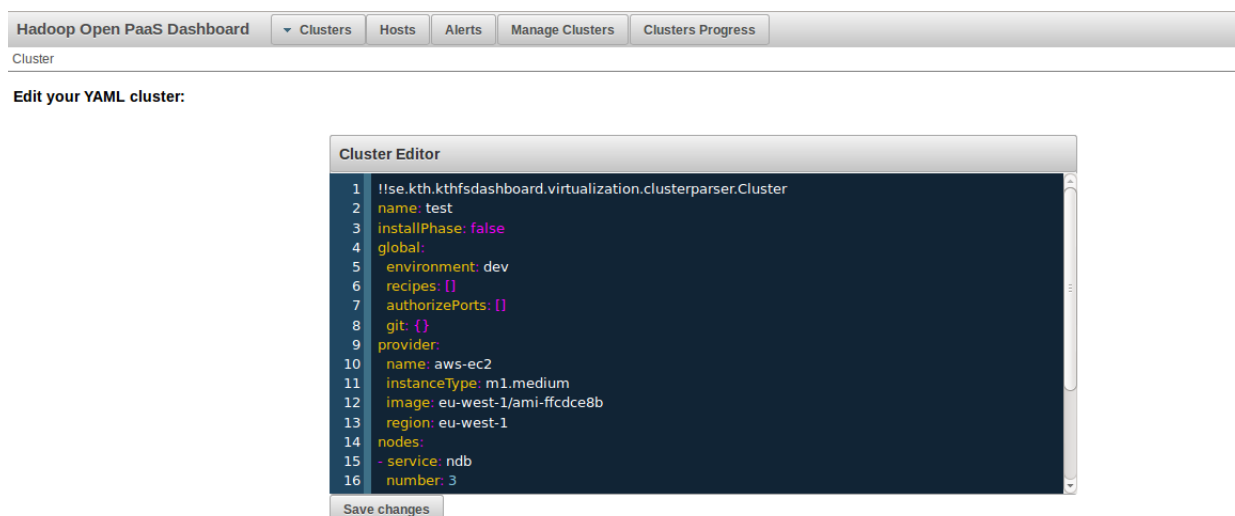 Hadoop Open PaaS Dashboard Clusters Hosts Alerts Manage Clusters Clusters Progress
Cluster
Edit your YAML cluster:
Cluster Editor
1 !!se.kth.kthfsdashboard.virtualization.clusterparser.Cluster
2 name: test
3 installPhase: false
4 global:
5 environment: dev
6 recipes: []
7 authorizePorts: []
8 git: {}
9 provider:
10 name: aws-ec2
11 instanceType: m1.medium
12 image: eu-west-1/ami-ffcdce8b
13 region: eu-west-1
14 nodes:
15 - service: ndb
16 number: 3
Save changes